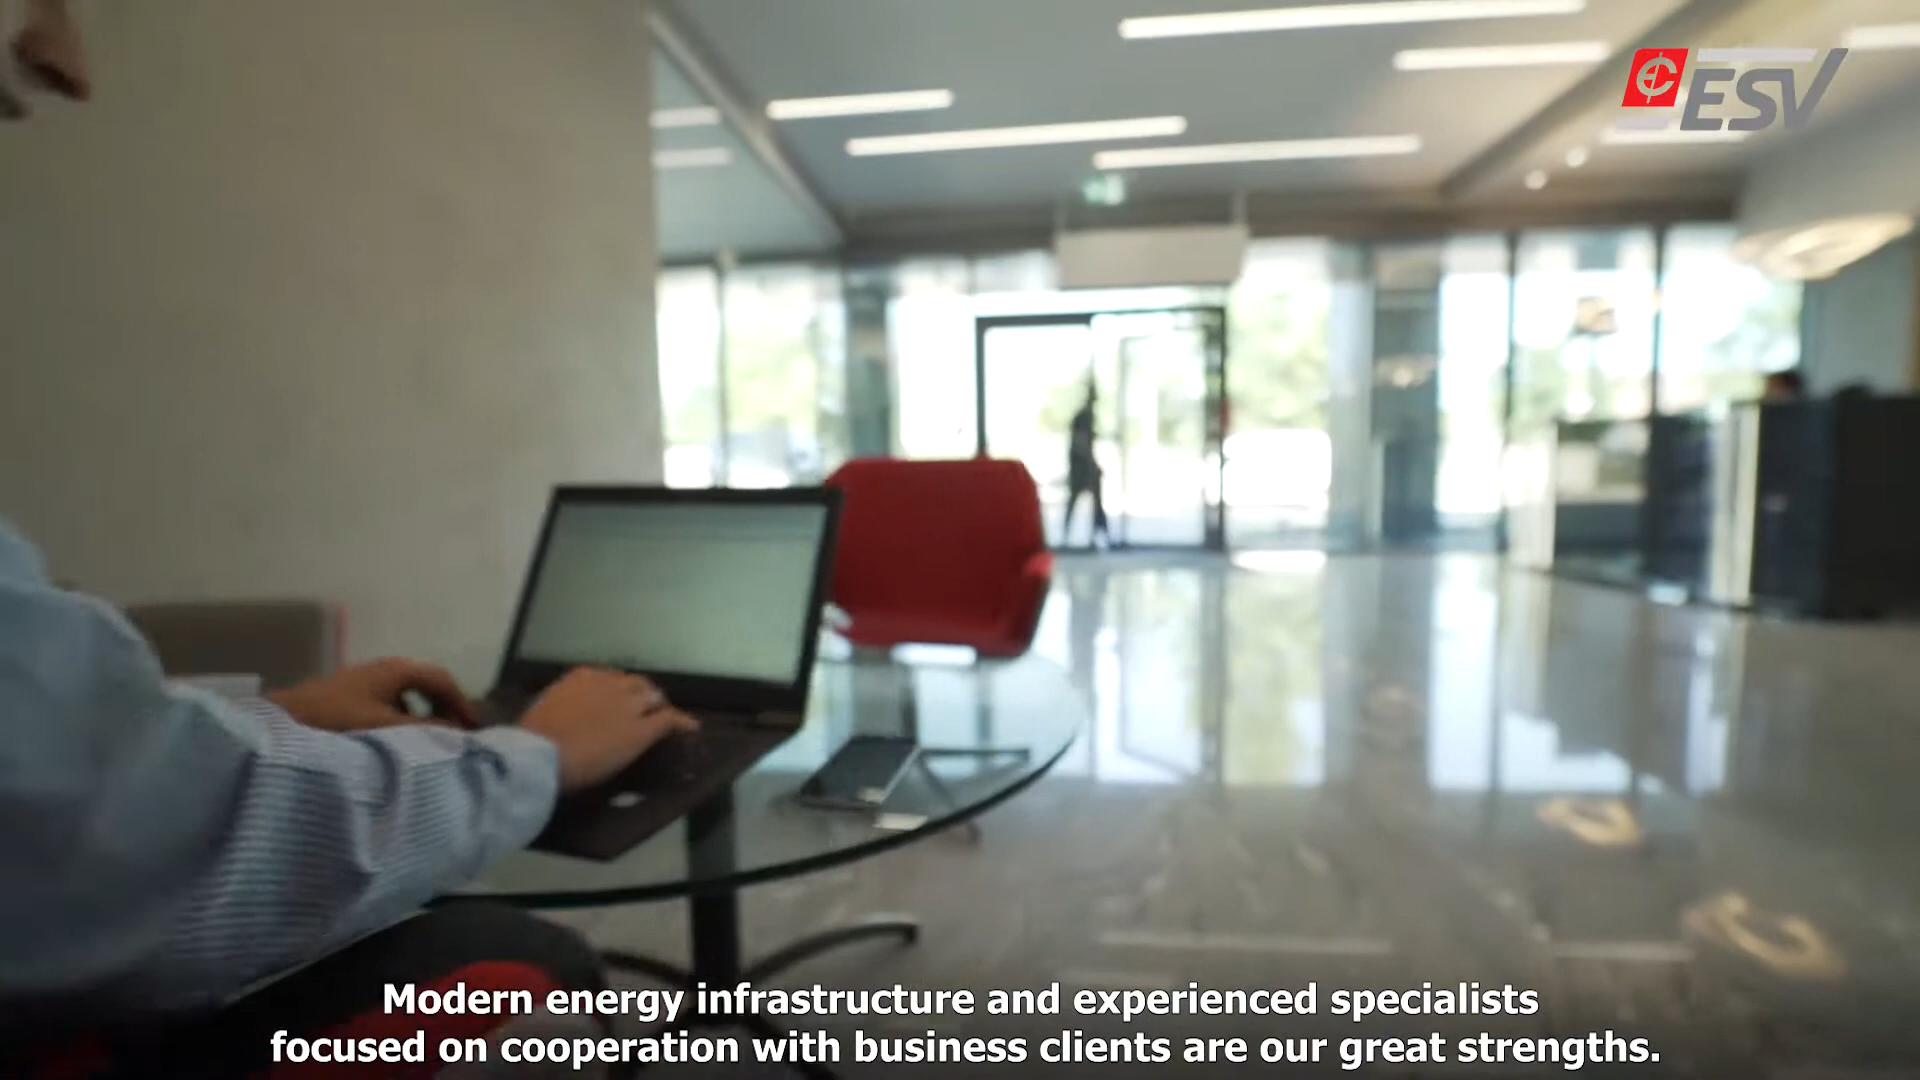 ESV
Modern energy infrastructure and experienced specialists
focused on cooperation with business clients are our great strengths.